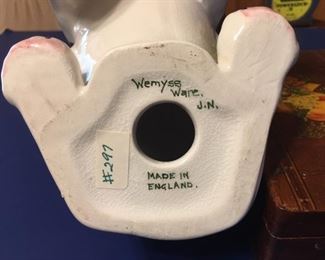 Wemyss
Ware.
J.N.
#297
MADE IN
ENGLAND.